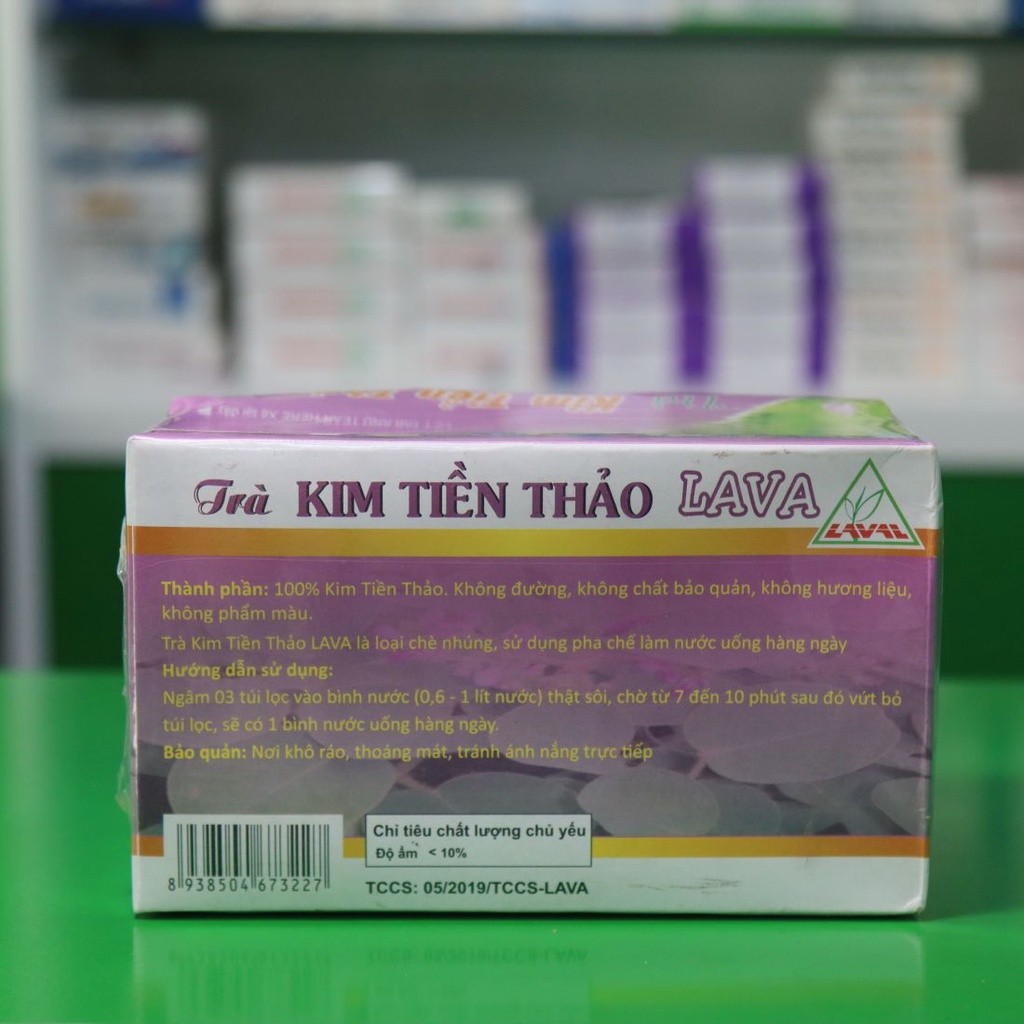 Trà KIM TIỀN THẢO LAVA
LAVAL
Thành phần: 100% Kim Tiền Thảo. Không đường, không chất bảo quản, không hương liệu,
không phẩm màu.
Trà Kim Tiền Thảo LAVA là loại chè nhúng, sử dụng pha chế làm nước uống hàng ngày
Hướng dẫn sử dụng:
Ngâm 03 túi lọc vào bình nước (0,6 - 1 lít nước) thật sôi, chờ từ 7 đến 10 phút sau đó vứt bỏ
túi lọc, sẽ có 1 bình nước uống hàng ngày.
Bảo quản: Nơi khô ráo, thoáng mát, tránh ánh nắng trực tiếp
Chỉ tiêu chất lượng chủ yếu
Độ ẩm < 10%
8 938504 673227
TCCS: 05/2019/TCCS-LAVA